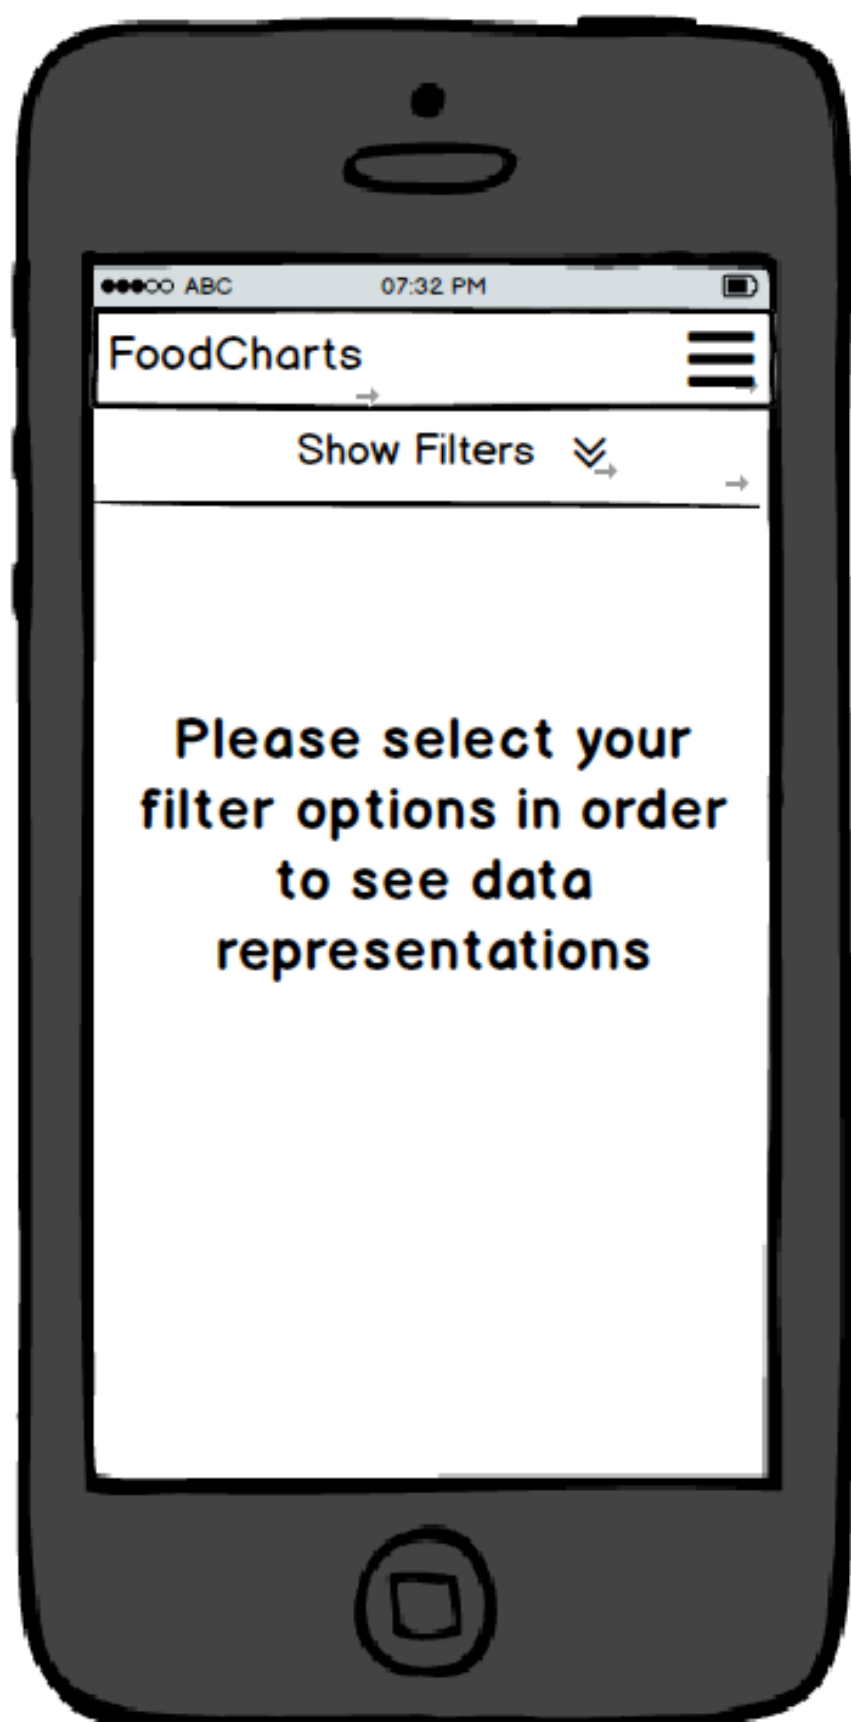 ABC 07:32 PM
FoodCharts
Show Filters
Please select your
filter options in order
to see data
representations